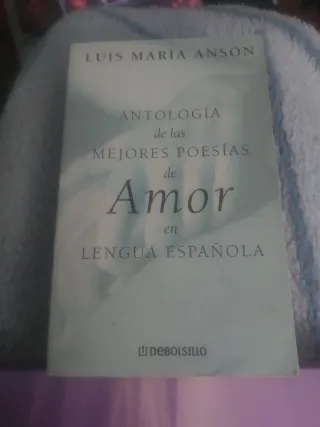 LUIS MARÍA ANSON
ANTOLOGÍA
de las
MEJORES POESÍAS
de
Amor
en
LENGUA ESPAÑOLA
DEBOLSILLO